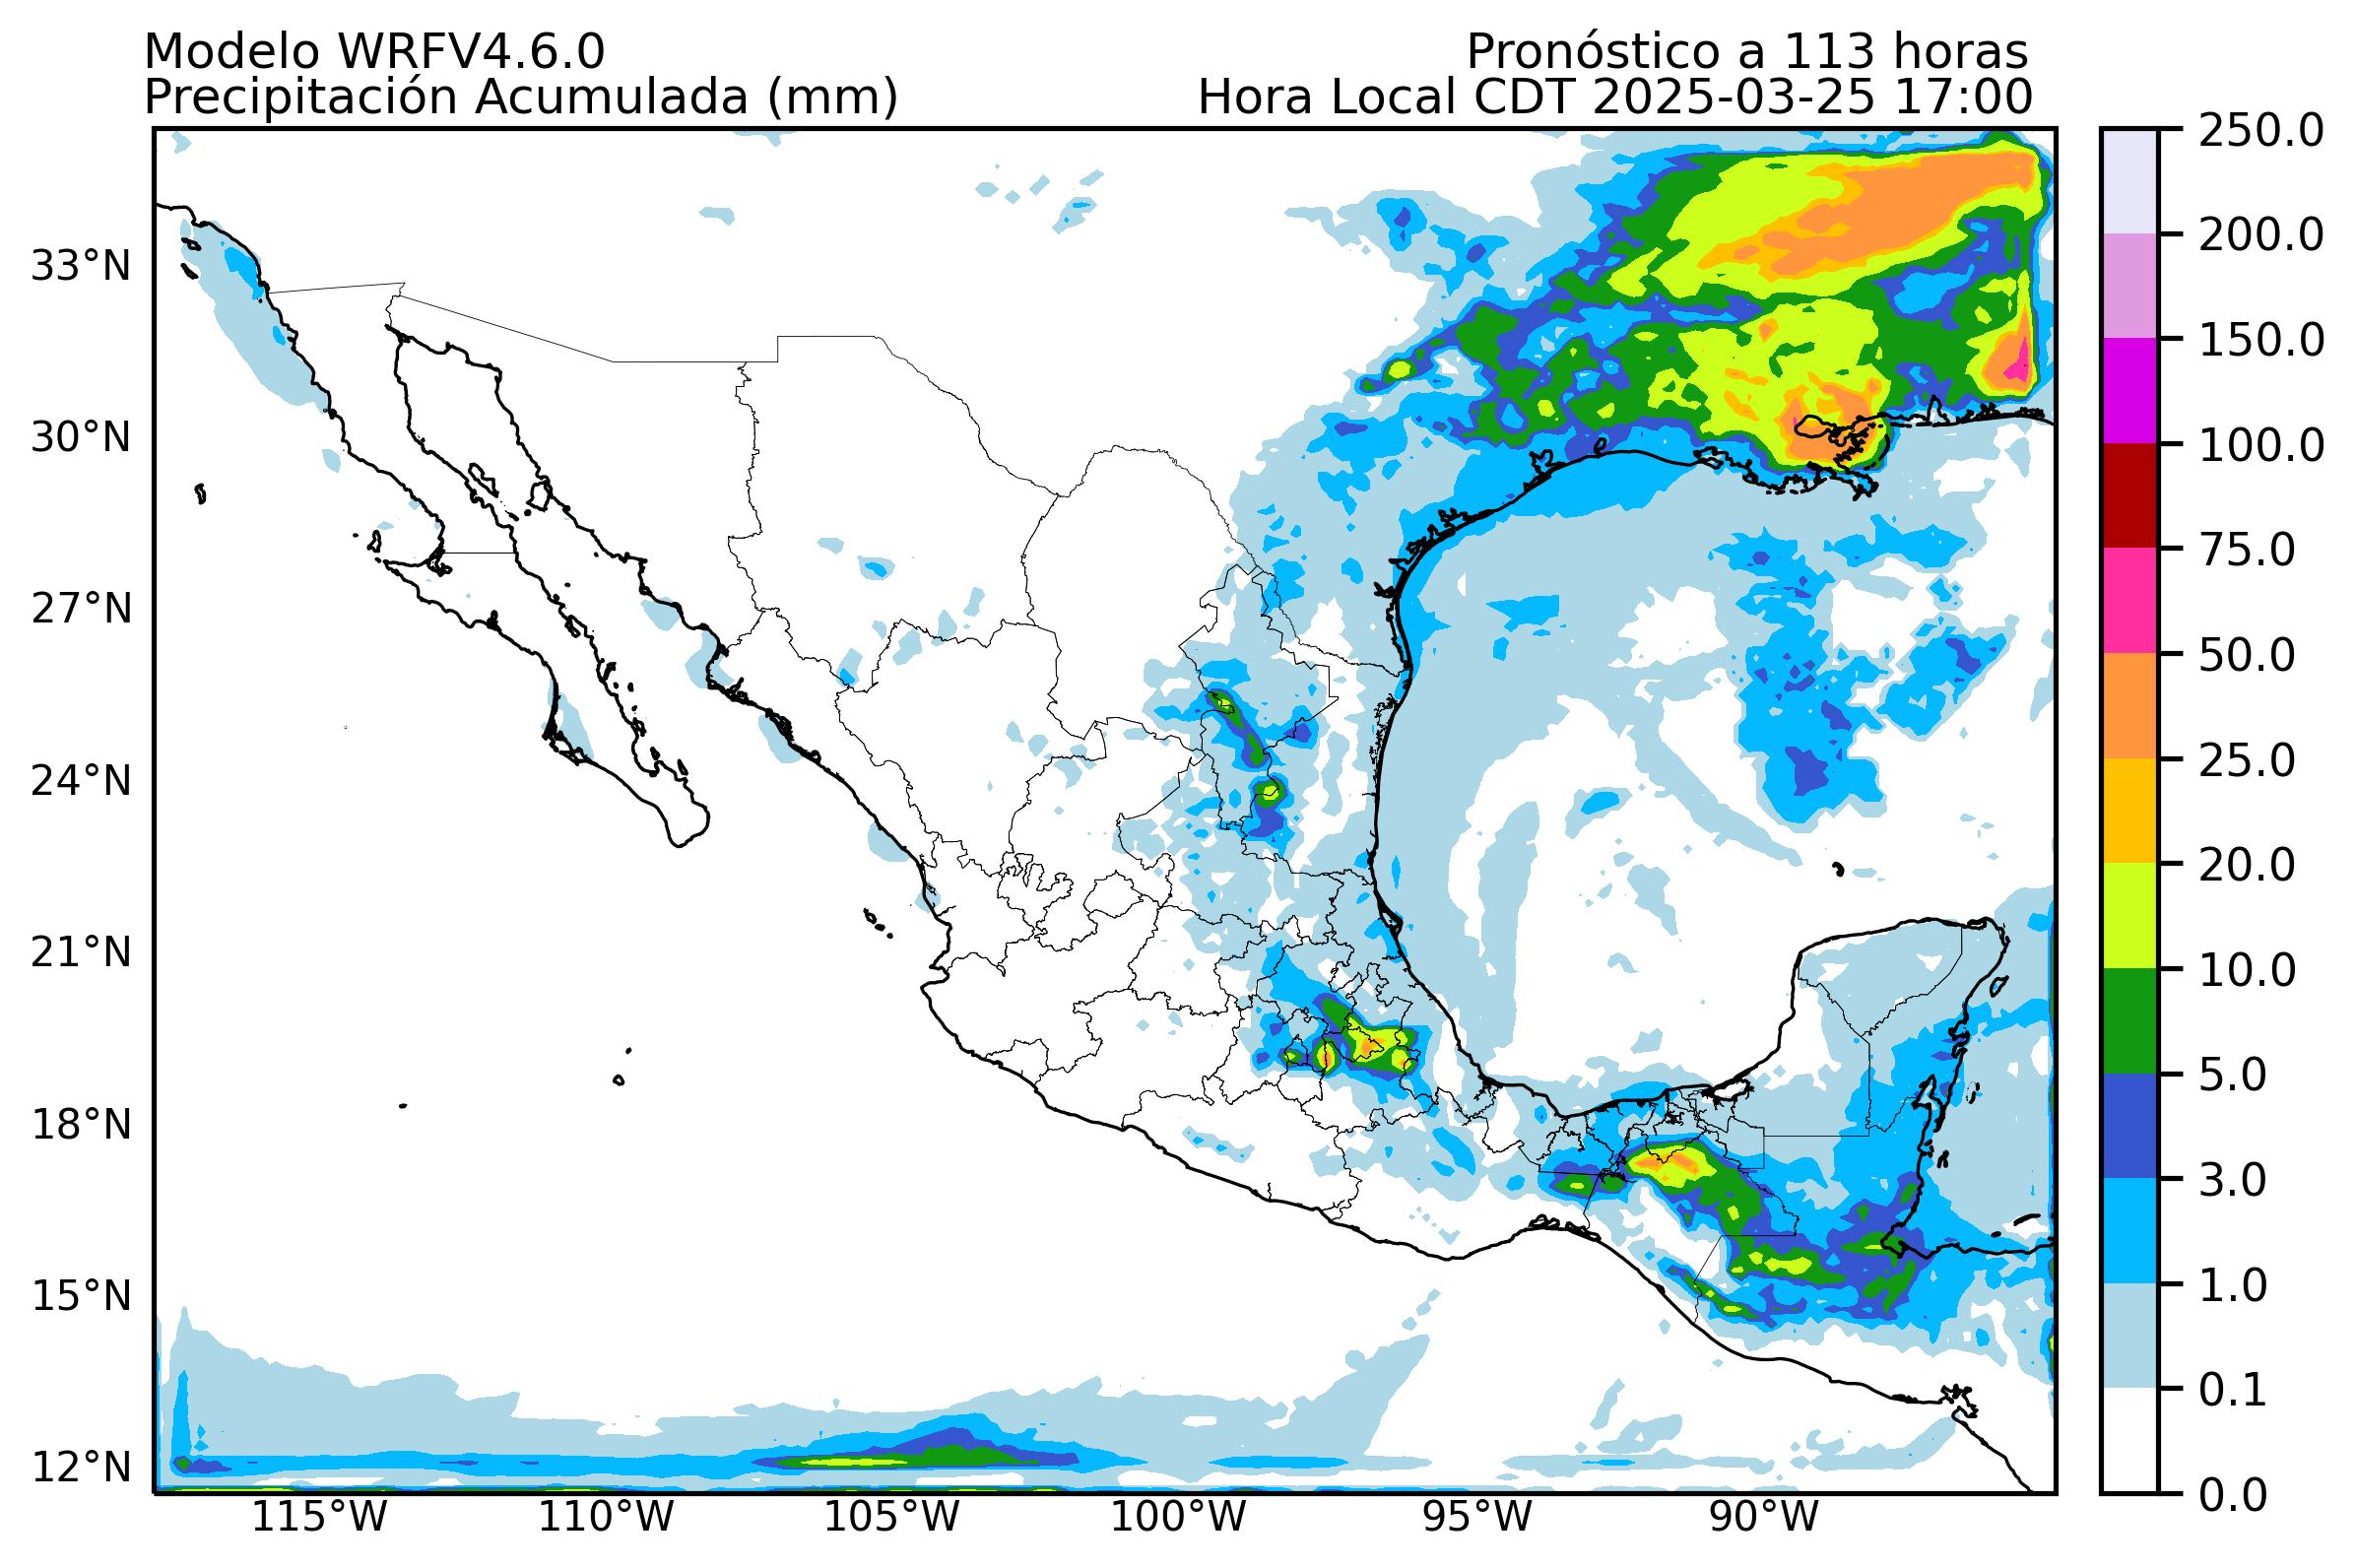 Modelo WRFV4.6.0
Pronóstico a 113 horas
Precipitación Acumulada (mm)
Hora Local CDT 2025-03-25 17:00
33°N
30°N
27°N
24°N
21°N
18°N
15°N
12°N
115°W
110°W
105°W
100°W
95°W
90°W
250.0
200.0
150.0
100.0
75.0
50.0
25.0
20.0
10.0
5.0
3.0
1.0
0.1
0.0